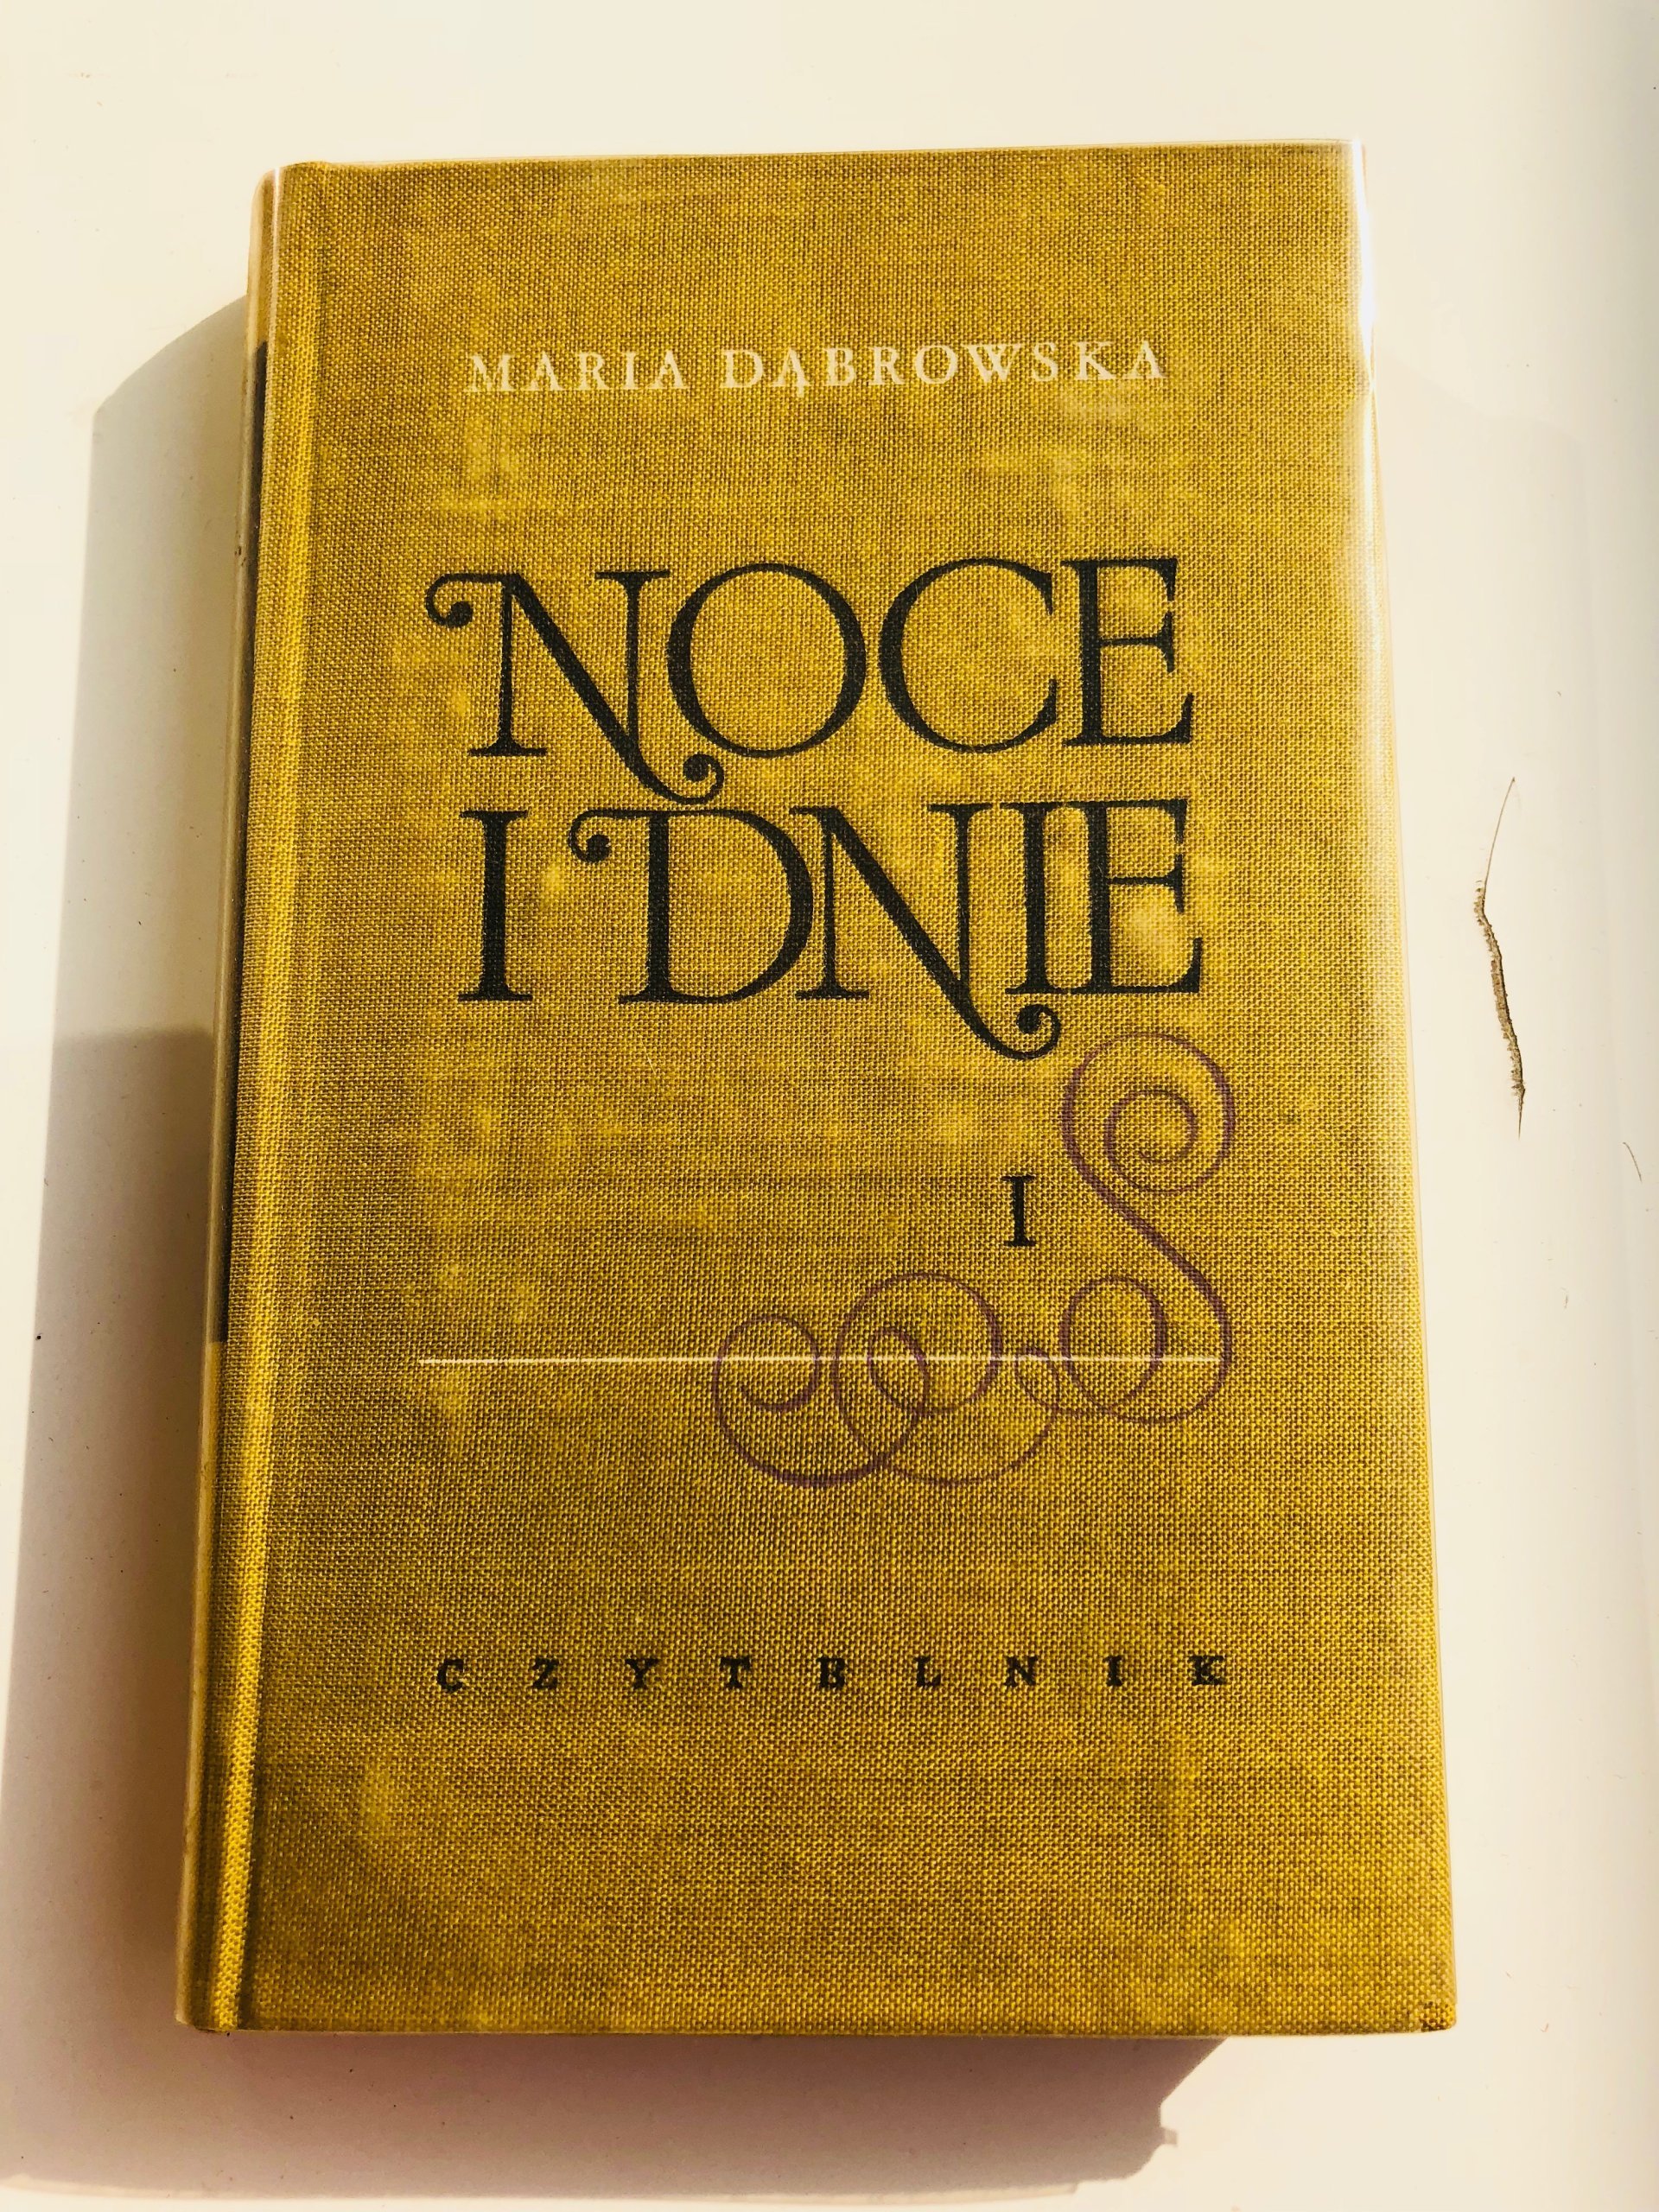 MARIA DĄBROWSKA
NOCE
I DNIE
I
CZYTELNIK